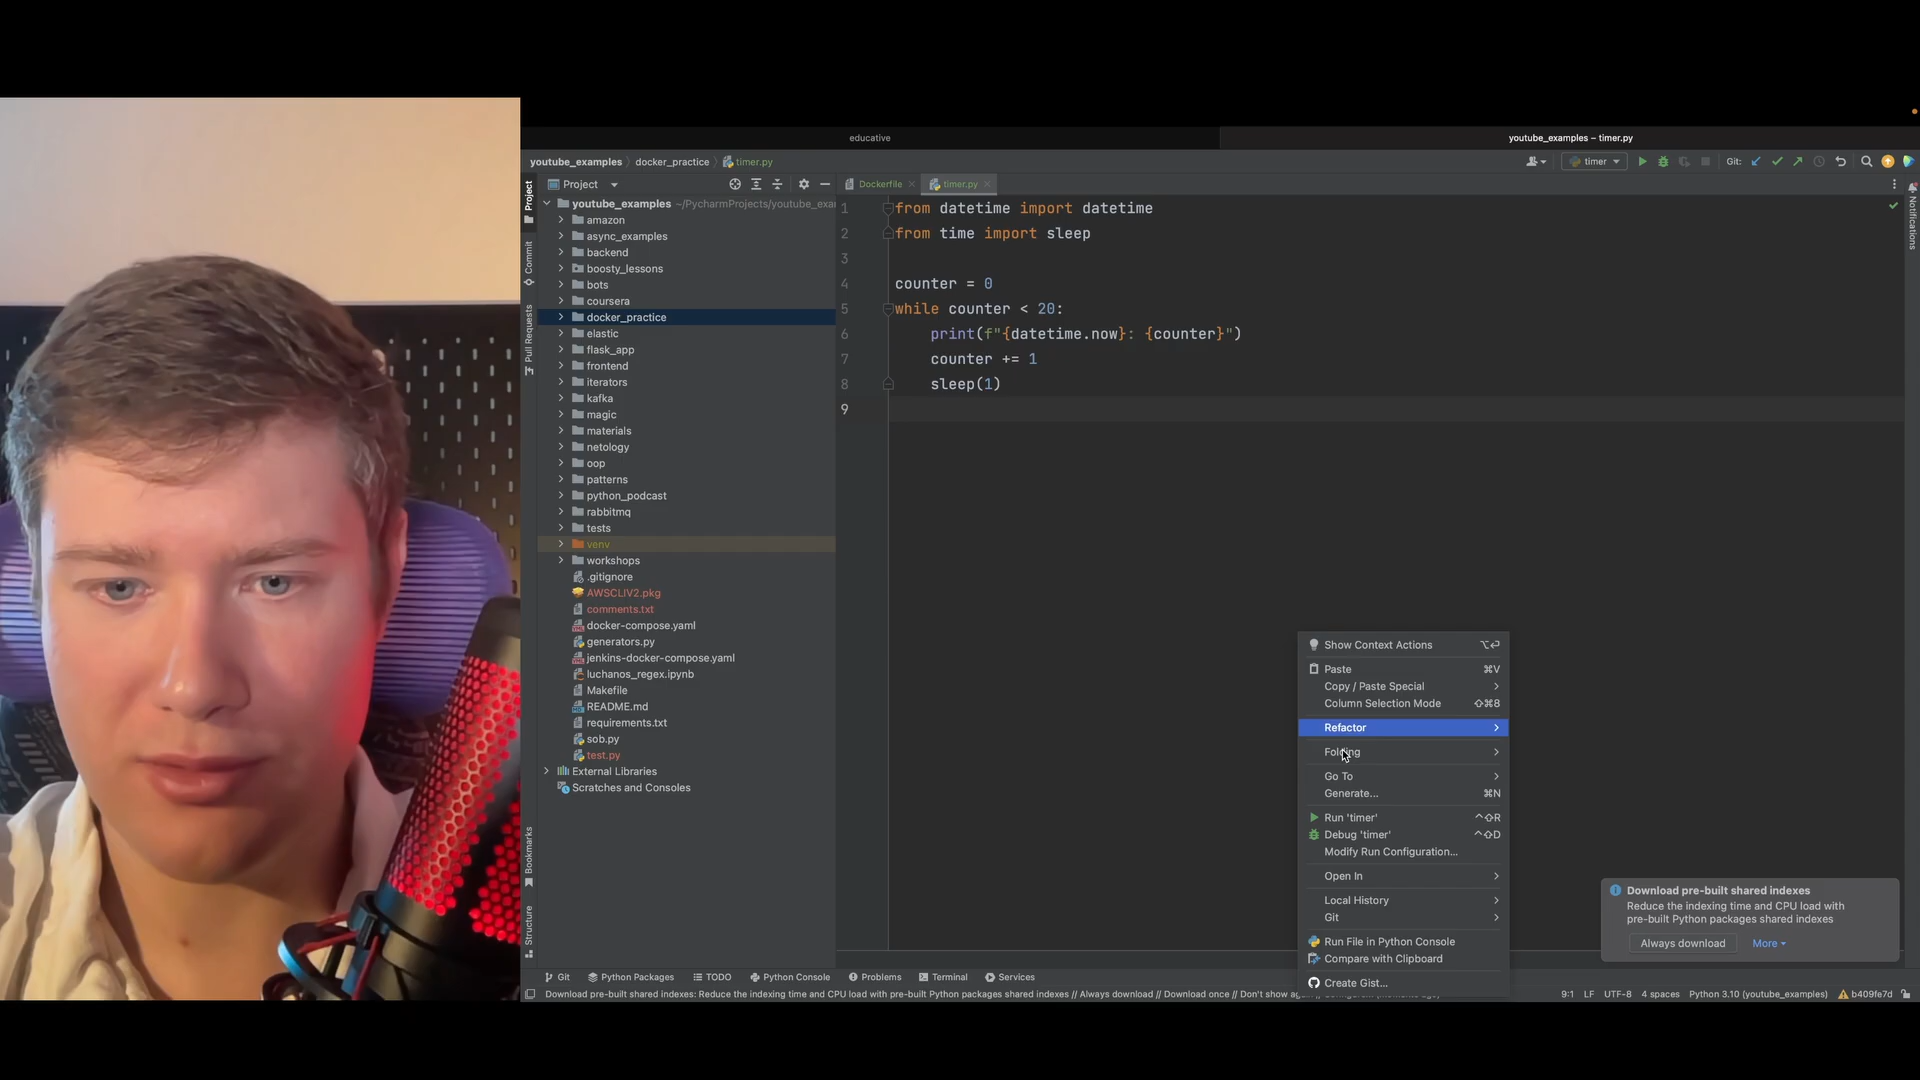 educative
youtube_examples – timer.py
youtube_examples
docker_practice
timer.py
timer
Git:
Project
Dockerfile
timer.py
Project
Commit
Pull Requests
Bookmarks
Structure
Notifications
youtube_examples ~/PycharmProjects/youtube_exa
amazon
async_examples
backend
boosty_lessons
bots
coursera
docker_practice
elastic
flask_app
frontend
iterators
kafka
magic
materials
netology
oop
patterns
python_podcast
rabbitmq
tests
venv
workshops
.gitignore
AWSCLIV2.pkg
comments.txt
docker-compose.yaml
generators.py
jenkins-docker-compose.yaml
luchanos_regex.ipynb
Makefile
README.md
requirements.txt
sob.py
test.py
External Libraries
Scratches and Consoles
1 from datetime import datetime
2 from time import sleep
3
4 counter = 0
5 while counter < 20:
6 print(f"{datetime.now}: {counter}")
7 counter += 1
8 sleep(1)
9
Show Context Actions ⌥⏎
Paste ⌘V
Copy / Paste Special
Column Selection Mode ⇧⌘8
Refactor
Folding
Go To
Generate... ⌘N
Run 'timer' ^⇧R
Debug 'timer' ^⇧D
Modify Run Configuration...
Open In
Local History
Git
Run File in Python Console
Compare with Clipboard
Create Gist...
Download pre-built shared indexes
Reduce the indexing time and CPU load with
pre-built Python packages shared indexes
Always download
More
Git
Python Packages
TODO
Python Console
Problems
Terminal
Services
Download pre-built shared indexes: Reduce the indexing time and CPU load with pre-built Python packages shared indexes // Always download // Download once // Don't show
9:1 LF UTF-8 4 spaces Python 3.10 (youtube_examples) b409fe7d